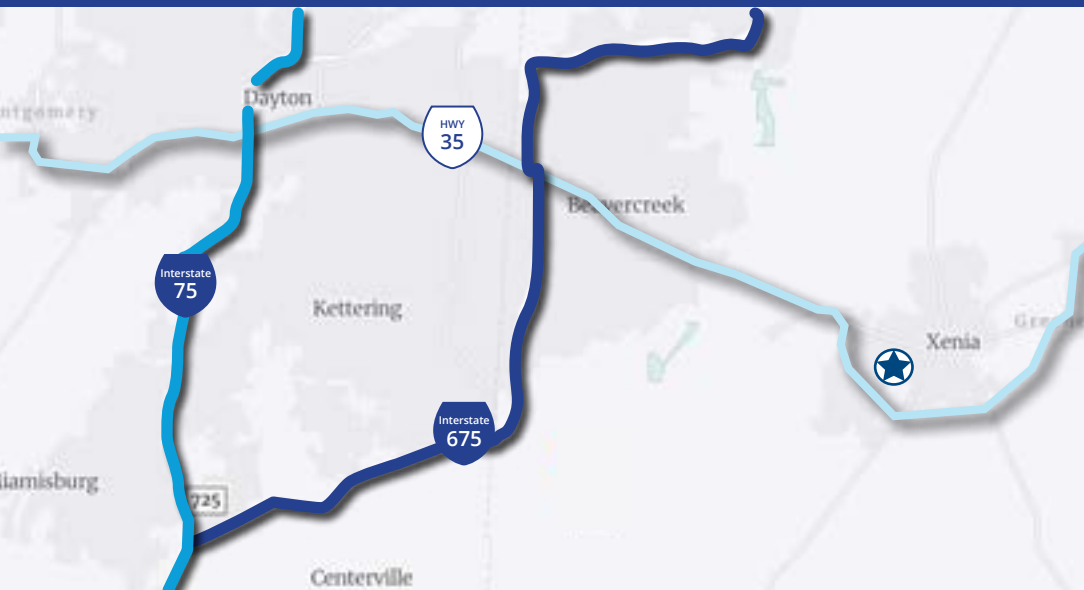 Dayton
HWY
35
Beavercreek
Interstate
75
Kettering
Xenia
Interstate
675
725
Centerville